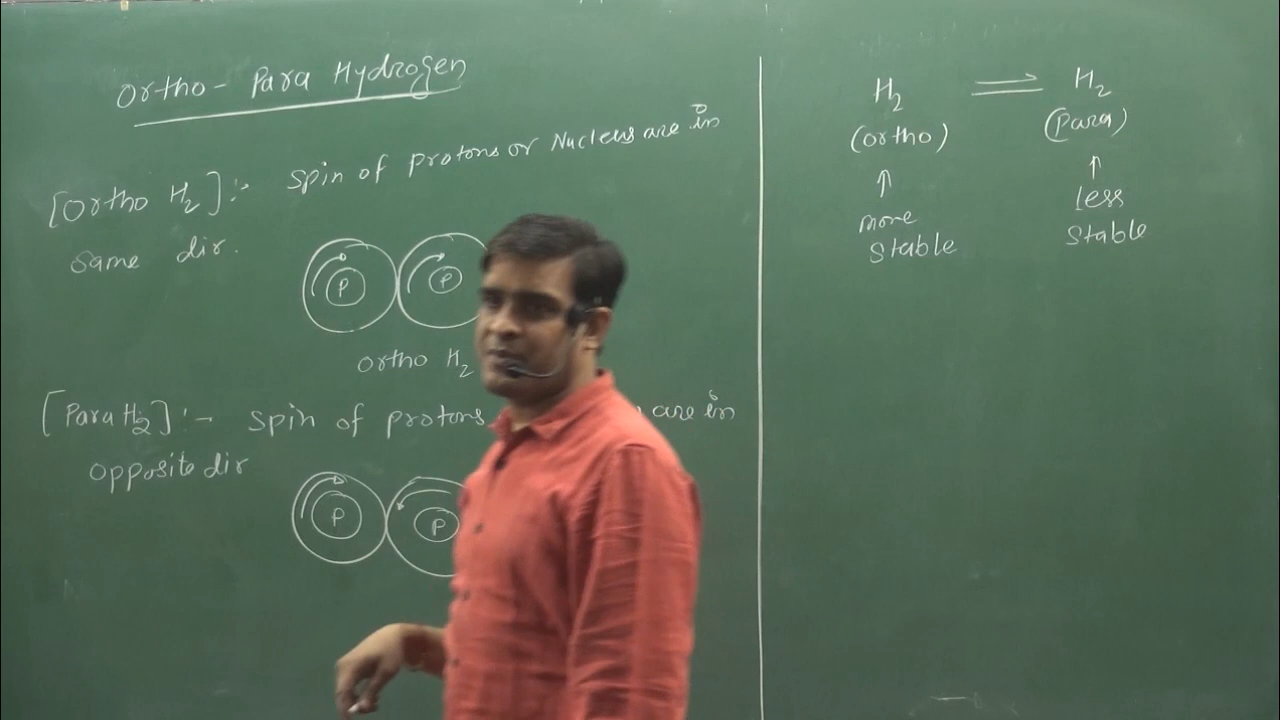 Ortho- Para Hydrogen
[Ortho H₂]:- Spin of Protons or Nucleus are in
same dir.
P P
Ortho H₂
[Para H₂]:- Spin of protons are in
Opposite dir
P P
H₂ ⇌ H₂
(Ortho) (Para)
↑ ↑
more Less
Stable Stable